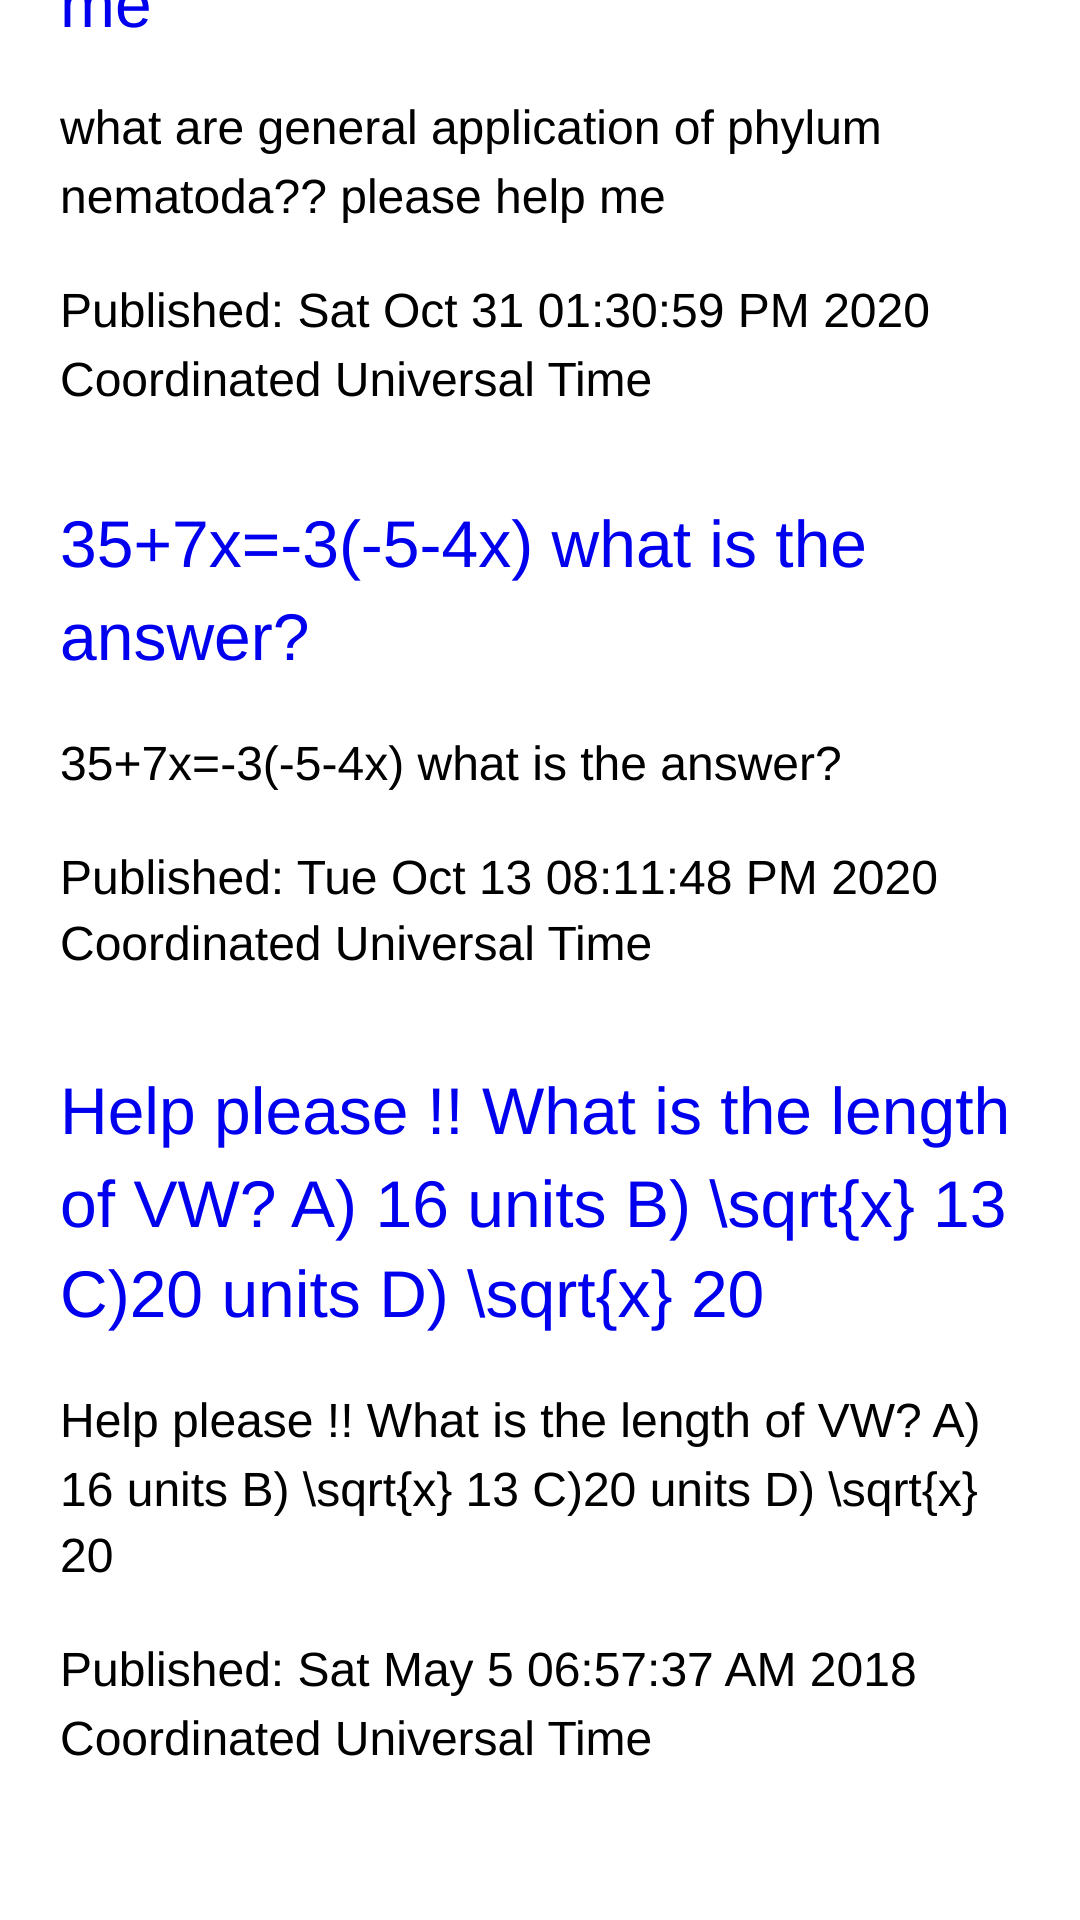 me
what are general application of phylum
nematoda?? please help me
Published: Sat Oct 31 01:30:59 PM 2020
Coordinated Universal Time
35+7x=-3(-5-4x) what is the
answer?
35+7x=-3(-5-4x) what is the answer?
Published: Tue Oct 13 08:11:48 PM 2020
Coordinated Universal Time
Help please !! What is the length
of VW? A) 16 units B) \sqrt{x} 13
C)20 units D) \sqrt{x} 20
Help please !! What is the length of VW? A)
16 units B) \sqrt{x} 13 C)20 units D) \sqrt{x}
20
Published: Sat May 5 06:57:37 AM 2018
Coordinated Universal Time